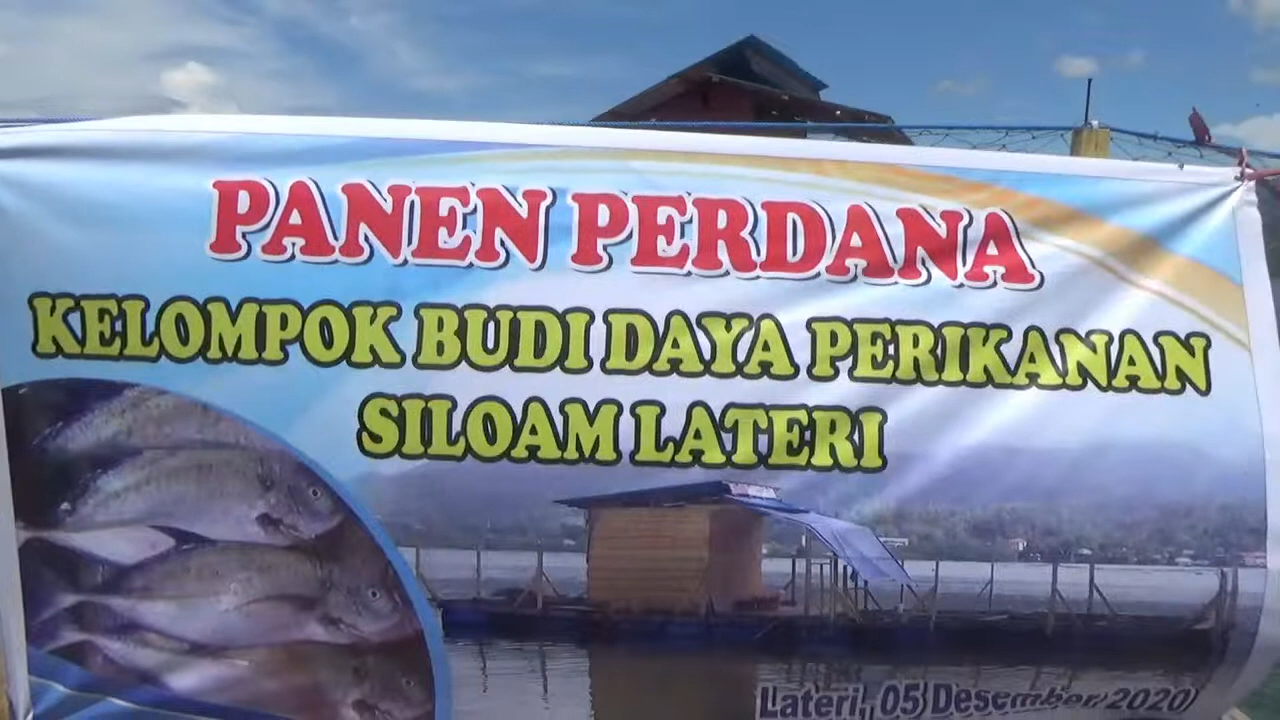 PANEN PERDANA
KELOMPOK BUDI DAYA PERIKANAN
SILOAM LATERI
Lateri, 05 Desember 2020